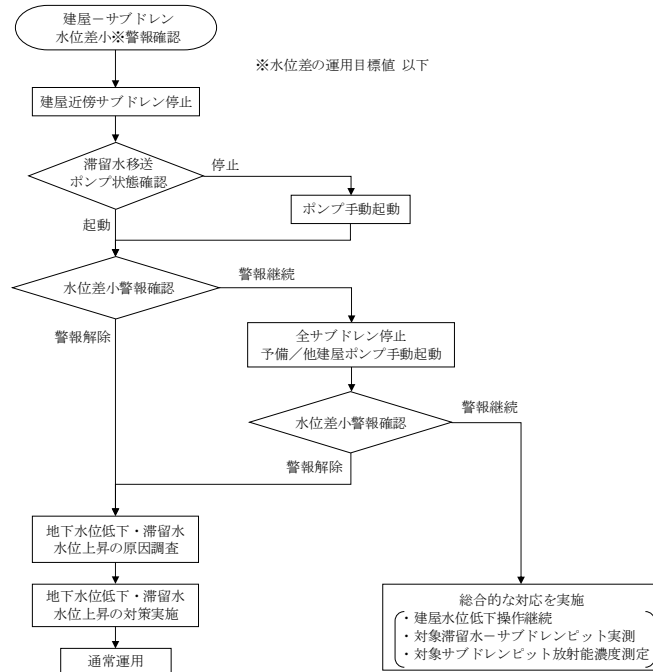 建屋－サブドレン
水位差小※警報確認
※水位差の運用目標値 以下
建屋近傍サブドレン停止
滞留水移送
ポンプ状態確認
停止
ポンプ手動起動
起動
水位差小警報確認
警報継続
警報解除
全サブドレン停止
予備／他建屋ポンプ手動起動
水位差小警報確認
警報継続
警報解除
地下水位低下・滞留水
水位上昇の原因調査
地下水位低下・滞留水
水位上昇の対策実施
通常運用
総合的な対応を実施
・建屋水位低下操作継続
・対象滞留水－サブドレンピット実測
・対象サブドレンピット放射能濃度測定